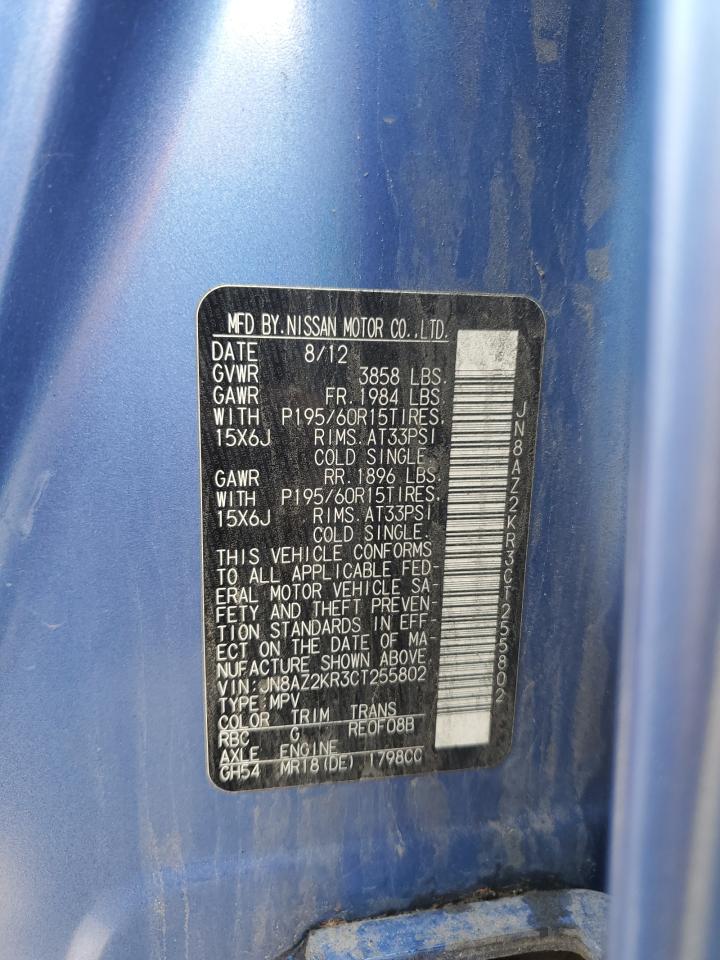 MFD BY.NISSAN MOTOR CO.,LTD.
DATE 8/12
GVWR 3858 LBS.
GAWR FR.1984 LBS.
WITH P195/60R15TIRES.
15X6J RIMS.AT33PSI
COLD SINGLE.
GAWR RR.1896 LBS.
WITH P195/60R15TIRES.
15X6J RIMS.AT33PSI
COLD SINGLE.
THIS VEHICLE CONFORMS
TO ALL APPLICABLE FED-
ERAL MOTOR VEHICLE SA-
FETY AND THEFT PREVEN-
TION STANDARDS IN EFF-
ECT ON THE DATE OF MA-
NUFACTURE SHOWN ABOVE
VIN:JN8AZ2KR3CT255802
TYPE:MPV
COLOR TRIM TRANS
RBC G RE0F08B
AXLE ENGINE
GH54 MR18(DE) 1798CC
JN8AZ2KR3CT255802